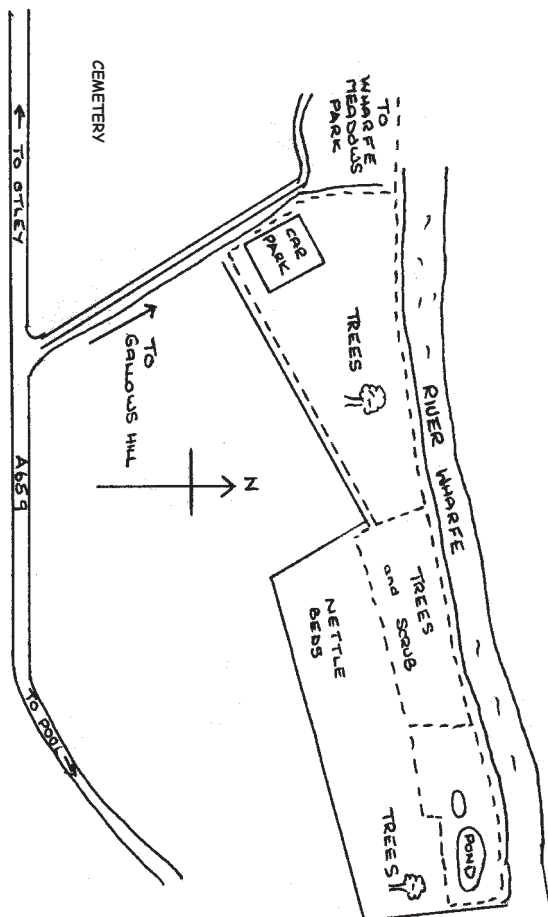 TO
WHARFE
MEADOWS
PARK
CEMETERY
← TO OTLEY
CAR
PARK
TREES
RIVER WHARFE
TO
GALLOWS HILL
N
A659
TREES
and SCRUB
NETTLE
BEDS
TO POOL →
POND
TREES